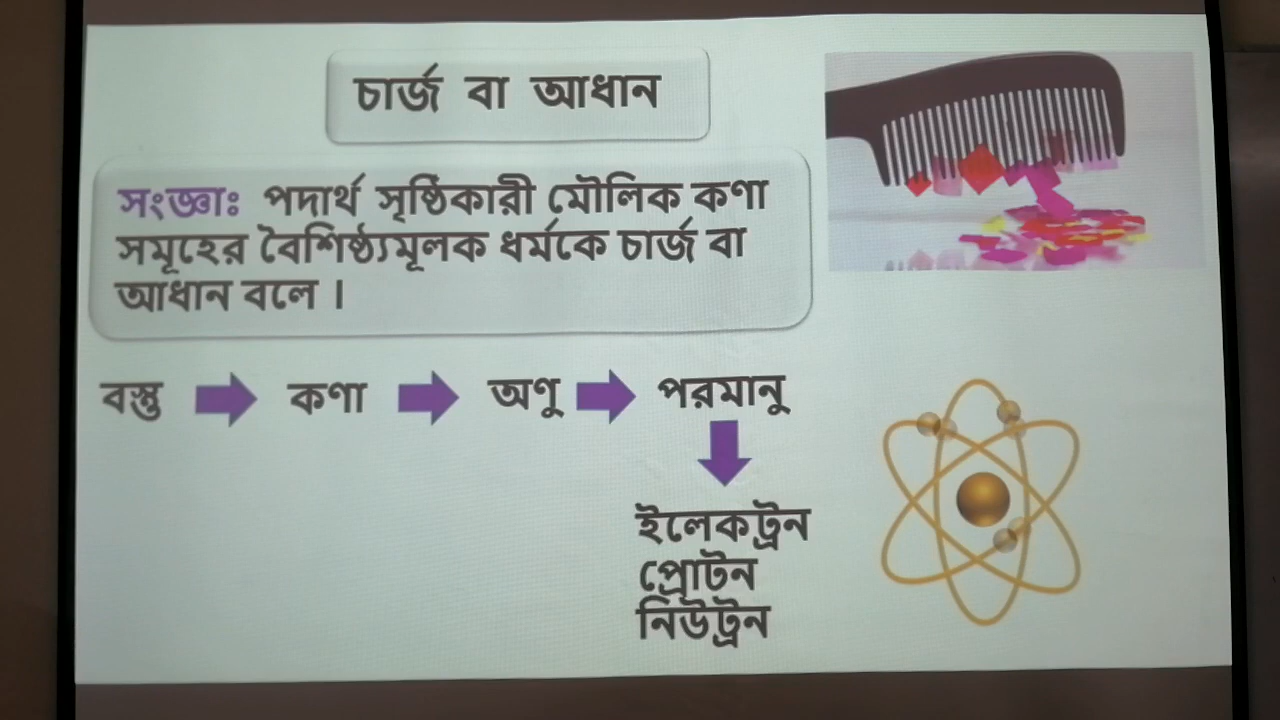 চার্জ বা আধান
সংজ্ঞাঃ পদার্থ সৃষ্ঠিকারী মৌলিক কণা
সমূহের বৈশিষ্ঠ্যমূলক ধর্মকে চার্জ বা
আধান বলে ।
বস্তু কণা অণু পরমানু
ইলেকট্রন
প্রোটন
নিউট্রন